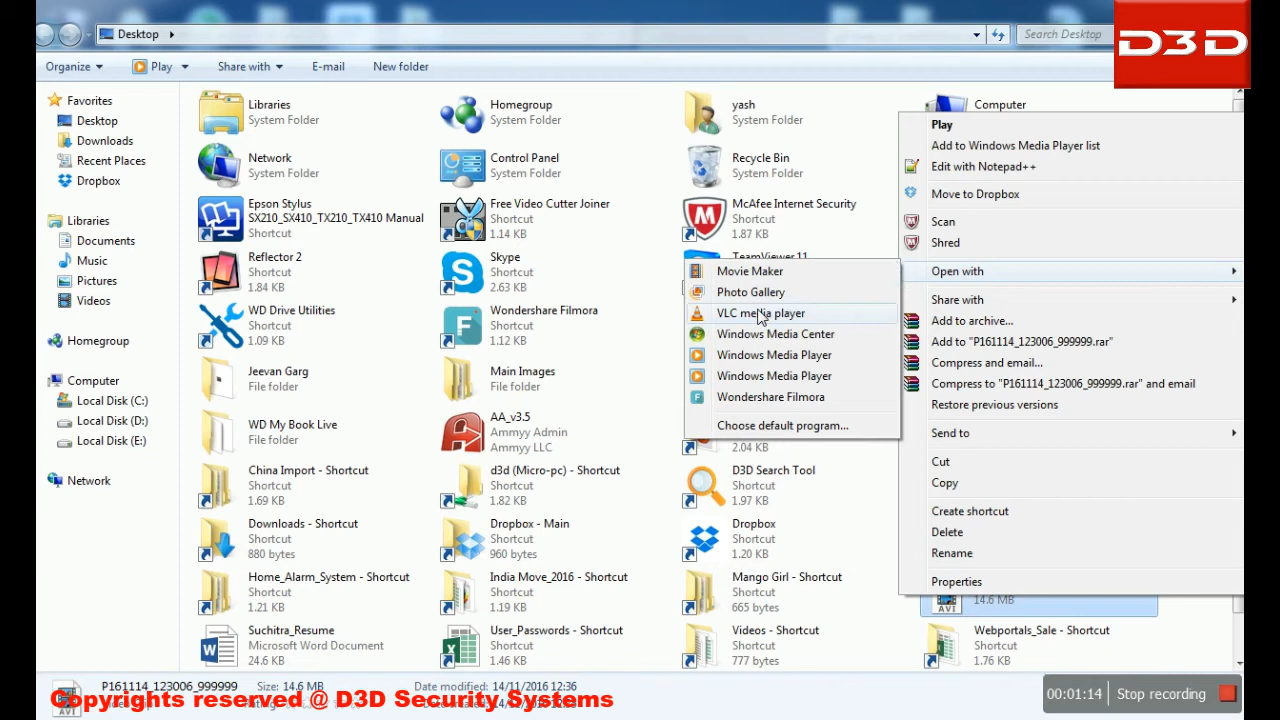 Desktop
Search Desktop
D3D
Organize
Play
Share with
E-mail
New folder
Favorites
Desktop
Downloads
Recent Places
Dropbox
Libraries
Documents
Music
Pictures
Videos
Homegroup
Computer
Local Disk (C:)
Local Disk (D:)
Local Disk (E:)
Network
Libraries
System Folder
Homegroup
System Folder
yash
System Folder
Computer
Network
System Folder
Control Panel
System Folder
Recycle Bin
System Folder
Epson Stylus
SX210_SX410_TX210_TX410 Manual
Shortcut
Free Video Cutter Joiner
Shortcut
1.14 KB
McAfee Internet Security
Shortcut
1.87 KB
Reflector 2
Shortcut
1.84 KB
Skype
Shortcut
2.63 KB
TeamViewer 11
WD Drive Utilities
Shortcut
1.09 KB
Wondershare Filmora
Shortcut
1.12 KB
Jeevan Garg
File folder
Main Images
File folder
WD My Book Live
File folder
AA_v3.5
Ammyy Admin
Ammyy LLC
2.04 KB
China Import - Shortcut
Shortcut
1.69 KB
d3d (Micro-pc) - Shortcut
Shortcut
1.82 KB
D3D Search Tool
Shortcut
1.97 KB
Downloads - Shortcut
Shortcut
880 bytes
Dropbox - Main
Shortcut
960 bytes
Dropbox
Shortcut
1.20 KB
Home_Alarm_System - Shortcut
Shortcut
1.21 KB
India Move_2016 - Shortcut
Shortcut
1.19 KB
Mango Girl - Shortcut
Shortcut
665 bytes
AVI
14.6 MB
Suchitra_Resume
Microsoft Word Document
24.6 KB
User_Passwords - Shortcut
Shortcut
1.46 KB
Videos - Shortcut
Shortcut
777 bytes
Webportals_Sale - Shortcut
Shortcut
1.76 KB
Movie Maker
Photo Gallery
VLC media player
Windows Media Center
Windows Media Player
Windows Media Player
Wondershare Filmora
Choose default program...
Play
Add to Windows Media Player list
Edit with Notepad++
Move to Dropbox
Scan
Shred
Open with
Share with
Add to archive...
Add to "P161114_123006_999999.rar"
Compress and email...
Compress to "P161114_123006_999999.rar" and email
Restore previous versions
Send to
Cut
Copy
Create shortcut
Delete
Rename
Properties
AVI
P161114_123006_999999
Size: 14.6 MB
Date modified: 14/11/2016 12:36
Copyrights reserved @ D3D Security Systems
00:01:14
Stop recording